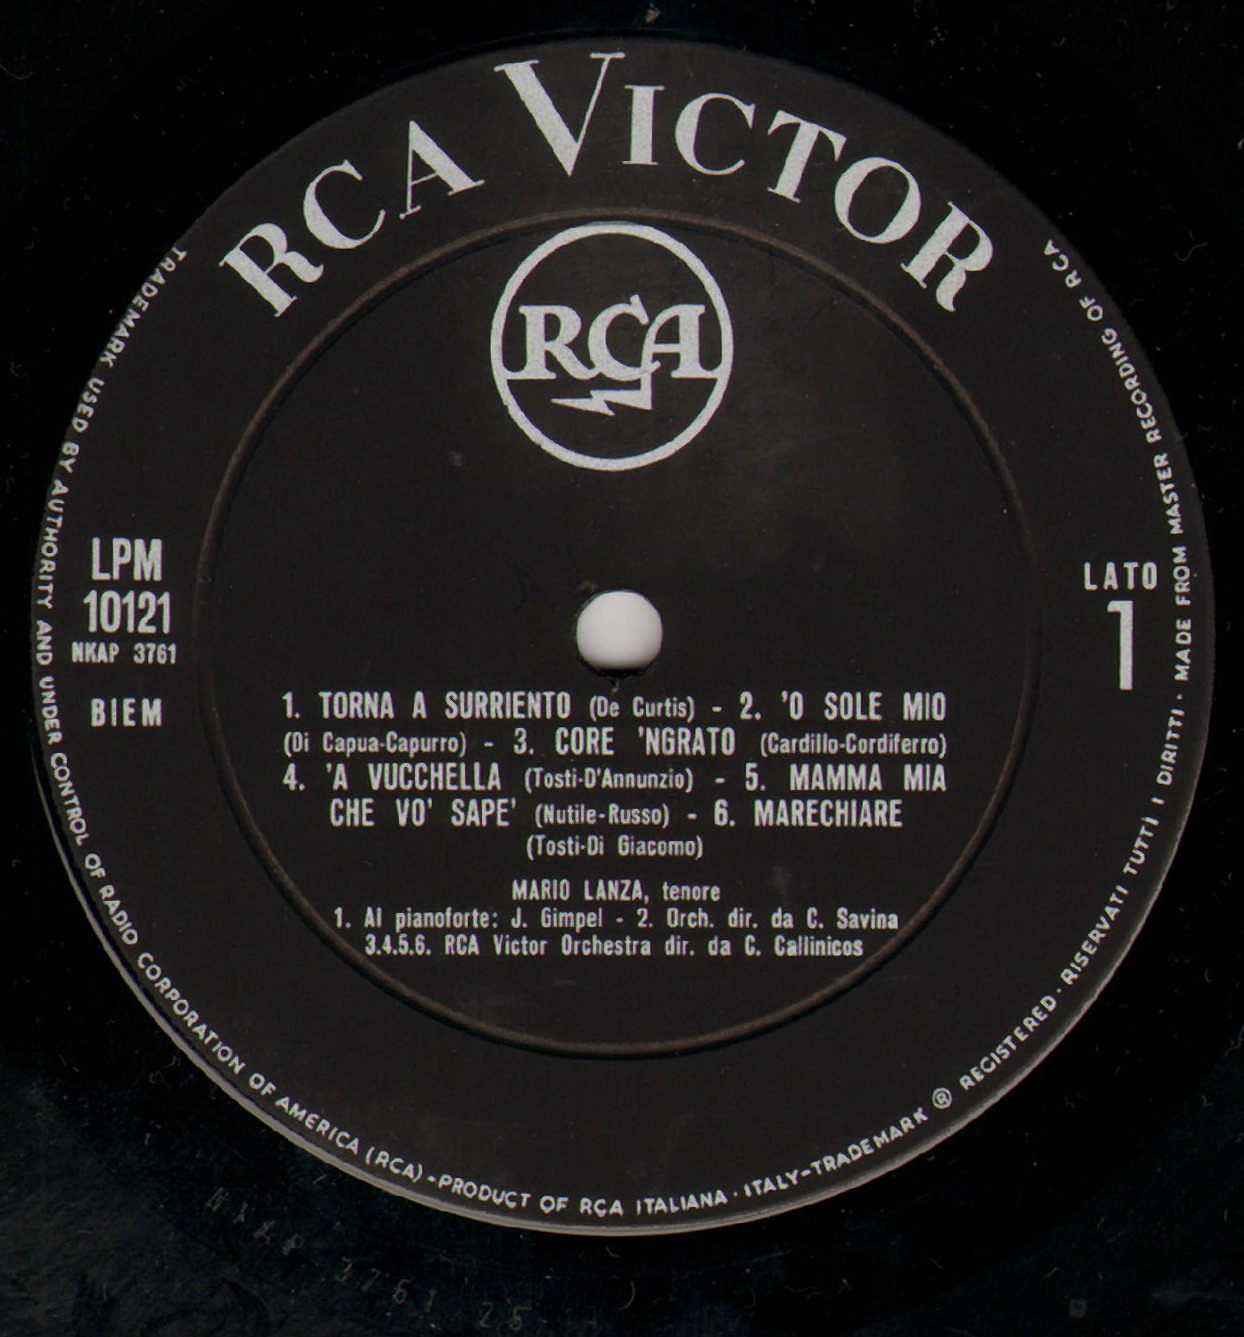 RCA VICTOR
RCA
LPM
10121
NKAP 3761
BIEM
LATO
1
1. TORNA A SURRIENTO (De Curtis) - 2. 'O SOLE MIO
(Di Capua-Capurro) - 3. CORE 'NGRATO (Cardillo-Cordiferro)
4. 'A VUCCHELLA (Tosti-D'Annunzio) - 5. MAMMA MIA
CHE VO' SAPE' (Nutile-Russo) - 6. MARECHIARE
(Tosti-Di Giacomo)
MARIO LANZA, tenore
1. Al pianoforte: J. Gimpel - 2. Orch. dir. da C. Savina
3.4.5.6. RCA Victor Orchestra dir. da C. Callinicos
TRADEMARK USED BY AUTHORITY AND UNDER CONTROL OF RADIO CORPORATION OF AMERICA (RCA) - PRODUCT OF RCA ITALIANA · ITALY - TRADEMARK ® REGISTERED · RISERVATI TUTTI I DIRITTI · MADE FROM MASTER RECORDING OF RCA
3761 25